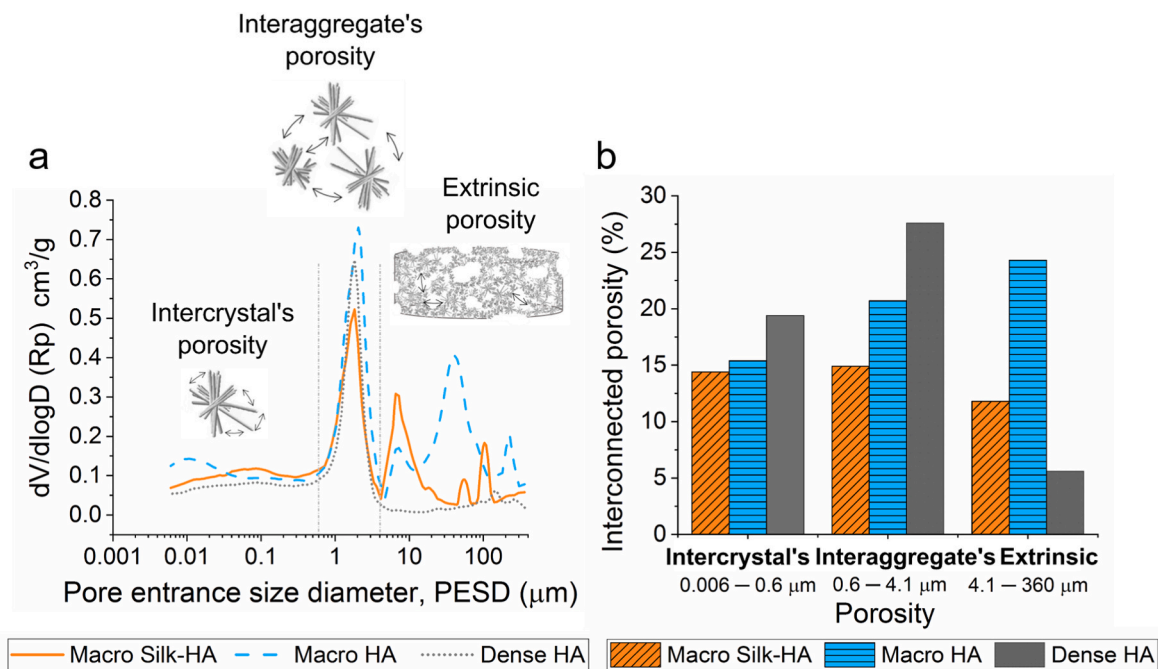 Interaggregate's
porosity
a
Extrinsic
porosity
Intercrystal's
porosity
dV/dlogD (Rp) cm³/g
0.8
0.7
0.6
0.5
0.4
0.3
0.2
0.1
0.0
0.001 0.01 0.1 1 10 100
Pore entrance size diameter, PESD (μm)
Macro Silk-HA Macro HA Dense HA
b
Interconnected porosity (%)
30
25
20
15
10
5
0
Intercrystal's Interaggregate's Extrinsic
0.006 – 0.6 μm 0.6 – 4.1 μm 4.1 – 360 μm
Porosity
Macro Silk-HA Macro HA Dense HA